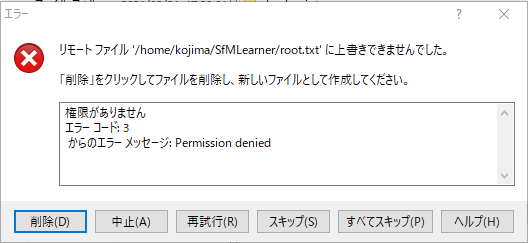 エラー
リモート ファイル '/home/kojima/SfMLearner/root.txt' に上書きできませんでした。
「削除」をクリックしてファイルを削除し、新しいファイルとして作成してください。
権限がありません
エラー コード: 3
からのエラー メッセージ: Permission denied
削除(D)
中止(A)
再試行(R)
スキップ(S)
すべてスキップ(P)
ヘルプ(H)